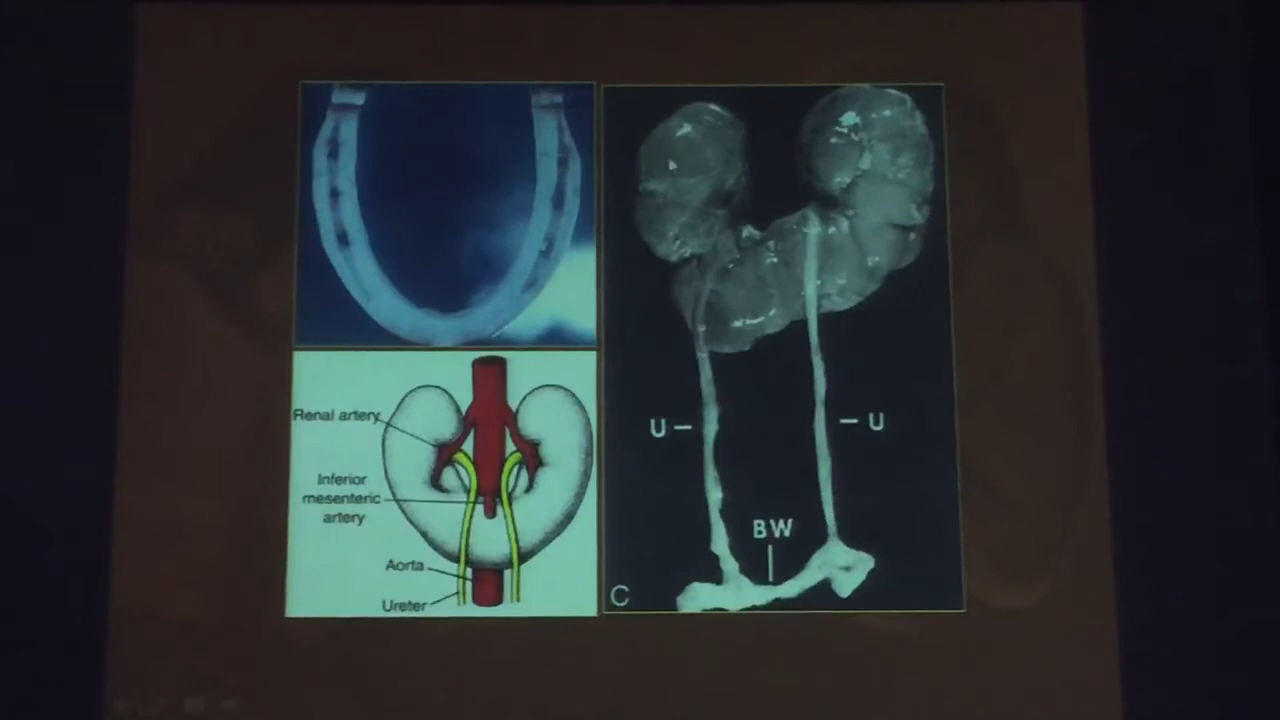 Renal artery
Inferior
mesenteric
artery
Aorta
Ureter
U
U
BW
C